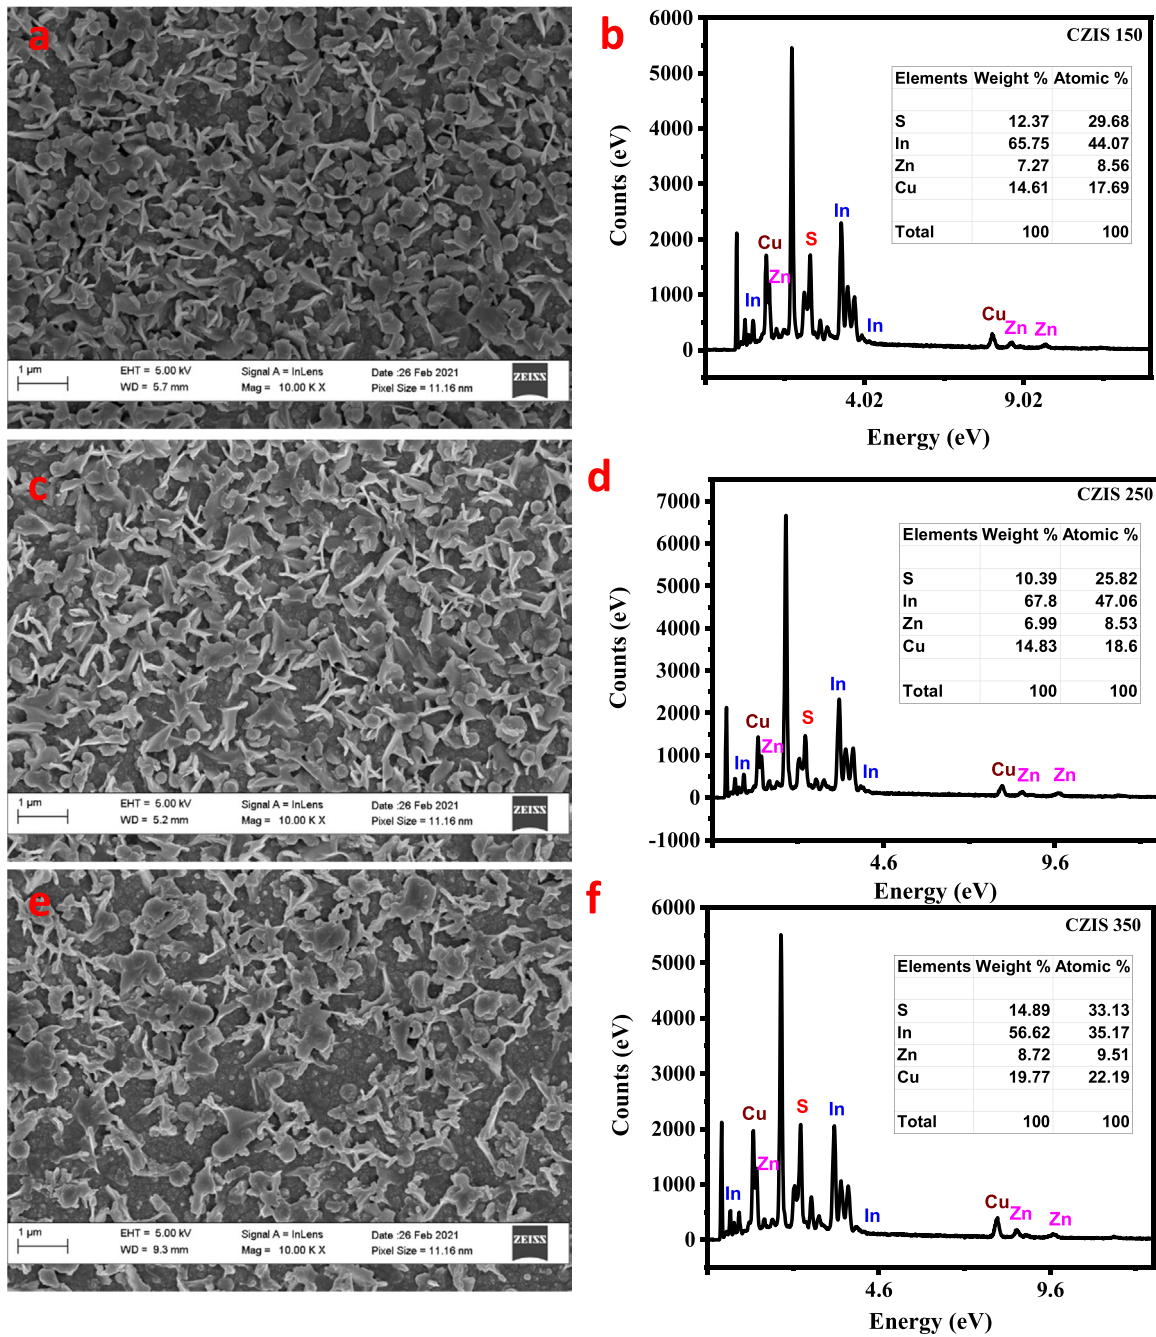 a
1 µm
EHT = 5.00 kV
Signal A = InLens
Date :26 Feb 2021
ZEISS
WD = 5.7 mm
Mag = 10.00 K X
Pixel Size = 11.16 nm
b
CZIS 150
Elements Weight % Atomic %
S 12.37 29.68
In 65.75 44.07
Zn 7.27 8.56
Cu 14.61 17.69
Total 100 100
6000
5000
4000
3000
2000
1000
0
Counts (eV)
In
Cu
Zn
S
In
In
Cu
Zn
Zn
4.02 9.02
Energy (eV)
c
1 µm
EHT = 5.00 kV
Signal A = InLens
Date :26 Feb 2021
ZEISS
WD = 5.2 mm
Mag = 10.00 K X
Pixel Size = 11.16 nm
d
CZIS 250
Elements Weight % Atomic %
S 10.39 25.82
In 67.8 47.06
Zn 6.99 8.53
Cu 14.83 18.6
Total 100 100
7000
6000
5000
4000
3000
2000
1000
0
-1000
Counts (eV)
In
Cu
Zn
S
In
In
Cu
Zn
Zn
4.6 9.6
Energy (eV)
e
1 µm
EHT = 5.00 kV
Signal A = InLens
Date :26 Feb 2021
ZEISS
WD = 9.3 mm
Mag = 10.00 K X
Pixel Size = 11.16 nm
f
CZIS 350
Elements Weight % Atomic %
S 14.89 33.13
In 56.62 35.17
Zn 8.72 9.51
Cu 19.77 22.19
Total 100 100
6000
5000
4000
3000
2000
1000
0
Counts (eV)
In
Cu
Zn
S
In
In
Cu
Zn
Zn
4.6 9.6
Energy (eV)